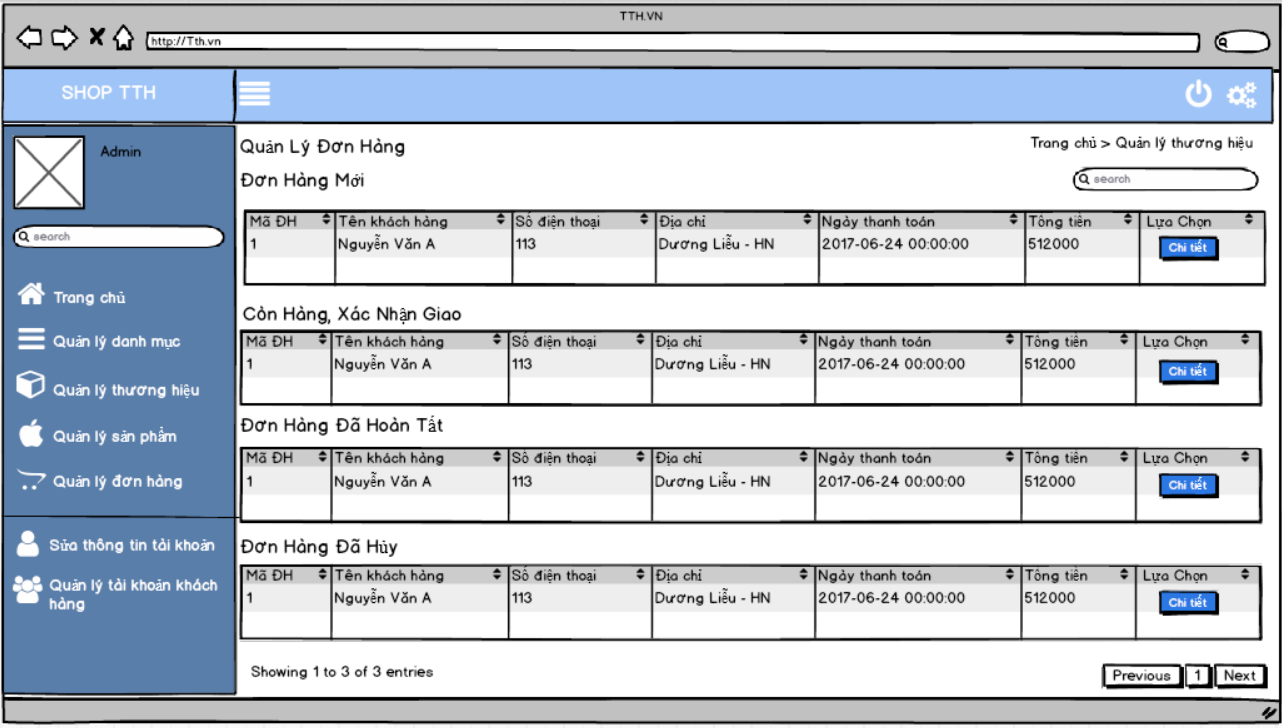 TTH.VN
http://Tth.vn
SHOP TTH
Admin
search
Trang chủ
Quản lý danh mục
Quản lý thương hiệu
Quản lý sản phẩm
Quản lý đơn hàng
Sửa thông tin tài khoản
Quản lý tài khoản khách
hàng
Quản Lý Đơn Hàng
Trang chủ > Quản lý thương hiệu
Đơn Hàng Mới
search
Mã ĐH Tên khách hàng Số điện thoại Địa chỉ Ngày thanh toán Tông tiền Lựa Chọn
1 Nguyễn Văn A 113 Dương Liễu - HN 2017-06-24 00:00:00 512000 Chi tiết
Còn Hàng, Xác Nhận Giao
Mã ĐH Tên khách hàng Số điện thoại Địa chỉ Ngày thanh toán Tông tiền Lựa Chọn
1 Nguyễn Văn A 113 Dương Liễu - HN 2017-06-24 00:00:00 512000 Chi tiết
Đơn Hàng Đã Hoàn Tất
Mã ĐH Tên khách hàng Số điện thoại Địa chỉ Ngày thanh toán Tông tiền Lựa Chọn
1 Nguyễn Văn A 113 Dương Liễu - HN 2017-06-24 00:00:00 512000 Chi tiết
Đơn Hàng Đã Hủy
Mã ĐH Tên khách hàng Số điện thoại Địa chỉ Ngày thanh toán Tông tiền Lựa Chọn
1 Nguyễn Văn A 113 Dương Liễu - HN 2017-06-24 00:00:00 512000 Chi tiết
Showing 1 to 3 of 3 entries
Previous 1 Next